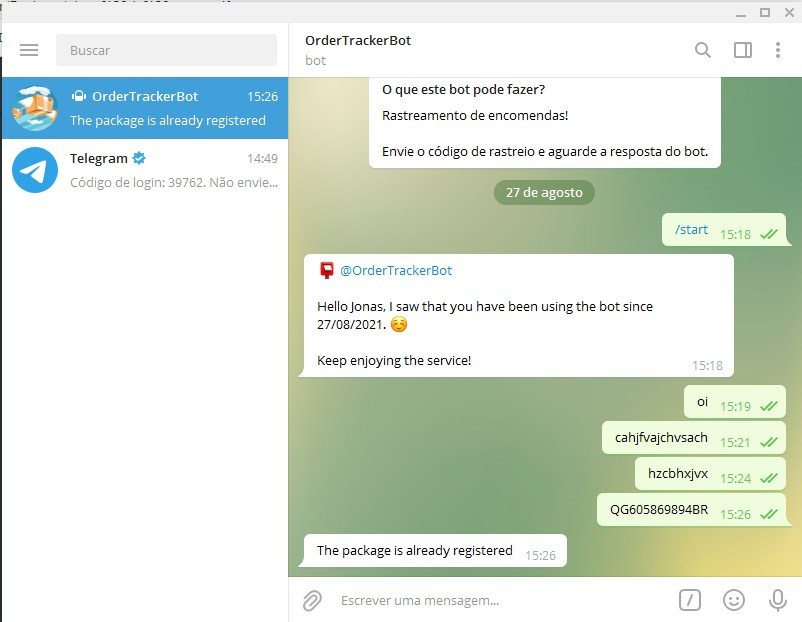 Buscar
OrderTrackerBot 15:26
The package is already registered
Telegram 14:49
Código de login: 39762. Não envie...
OrderTrackerBot
bot
O que este bot pode fazer?
Rastreamento de encomendas!
Envie o código de rastreio e aguarde a resposta do bot.
27 de agosto
/start 15:18
@OrderTrackerBot
Hello Jonas, I saw that you have been using the bot since
27/08/2021. ☺️
Keep enjoying the service!
15:18
oi 15:19
cahjfvajchvsach 15:21
hzcbhxjvx 15:24
QG605869894BR 15:26
The package is already registered 15:26
Escrever uma mensagem...